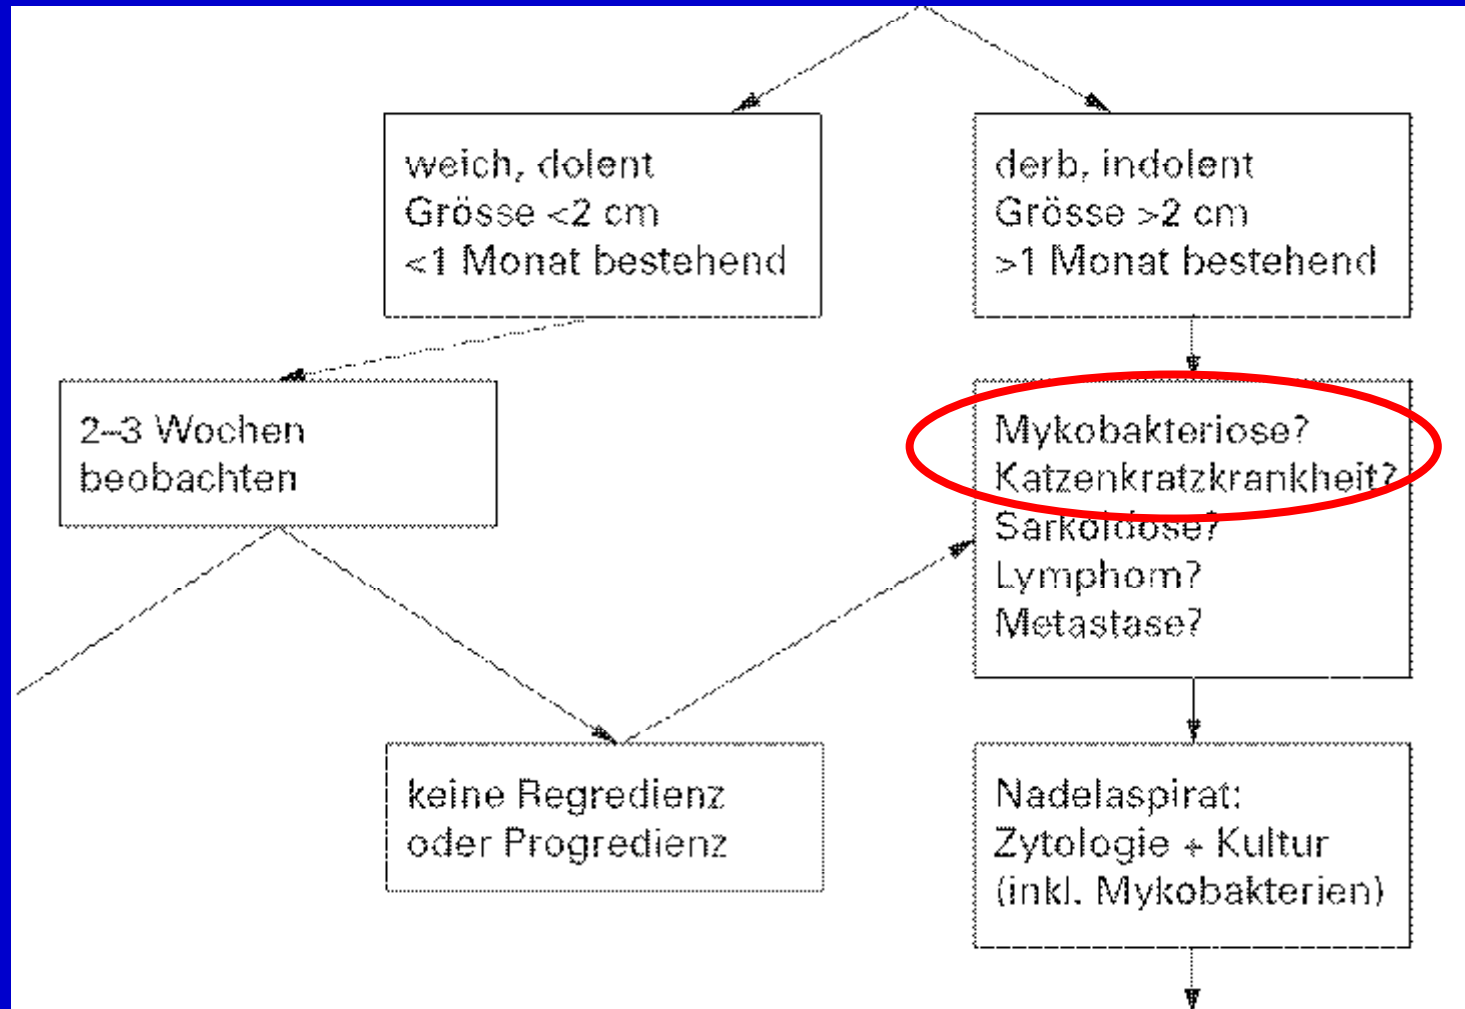 weich, dolent
Grösse <2 cm
<1 Monat bestehend
derb, indolent
Grösse >2 cm
>1 Monat bestehend
2–3 Wochen
beobachten
Mykobakteriose?
Katzenkratzkrankheit?
Sarkoidose?
Lymphom?
Metastase?
keine Regredienz
oder Progredienz
Nadelaspirat:
Zytologie + Kultur
(inkl. Mykobakterien)